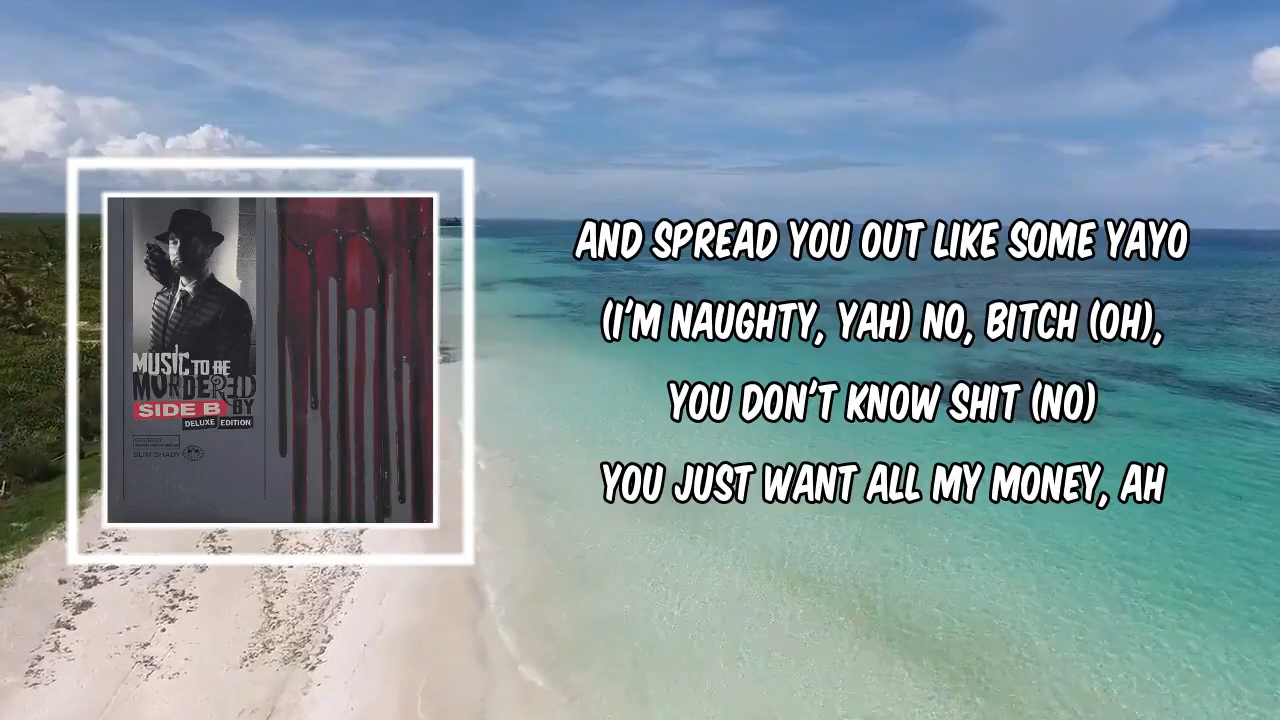 MUSIC TO BE
MURDERED
SIDE B BY
DELUXE EDITION
SLIM SHADY
AND SPREAD YOU OUT LIKE SOME YAYO
(I'M NAUGHTY, YAH) NO, BITCH (OH),
YOU DON'T KNOW SHIT (NO)
YOU JUST WANT ALL MY MONEY, AH